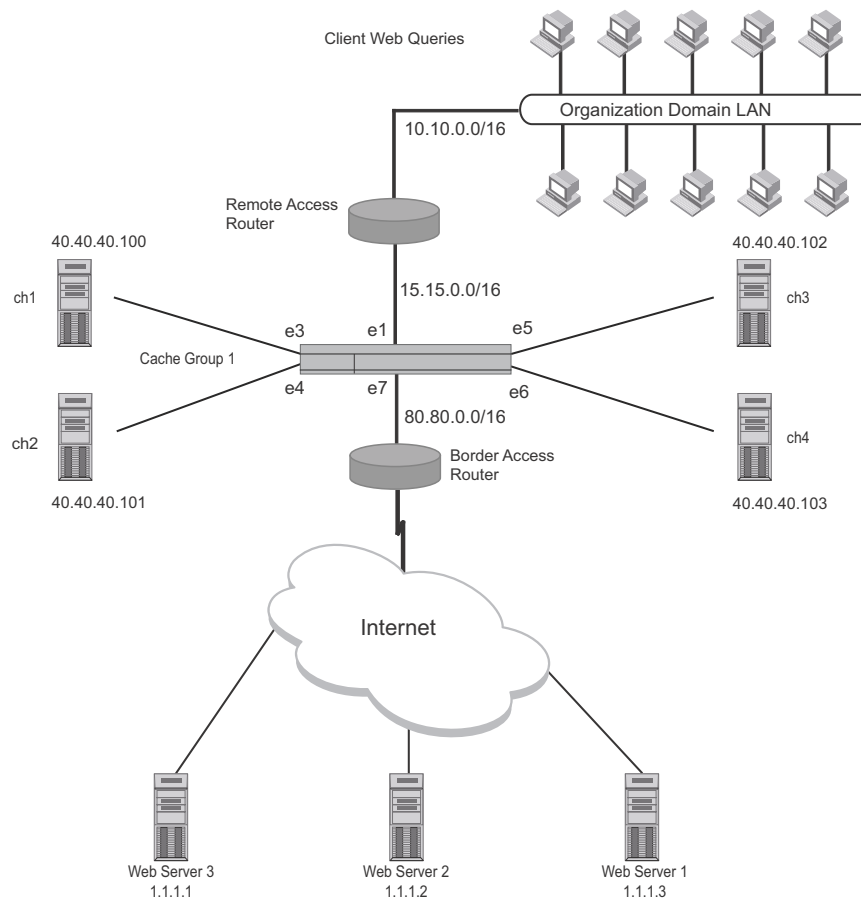 Client Web Queries
Organization Domain LAN
10.10.0.0/16
Remote Access
Router
40.40.40.100
40.40.40.102
ch1
15.15.0.0/16
ch3
e3
e1
e5
Cache Group 1
e4
e7
e6
80.80.0.0/16
ch2
ch4
Border Access
Router
40.40.40.101
40.40.40.103
Internet
Web Server 3
1.1.1.1
Web Server 2
1.1.1.2
Web Server 1
1.1.1.3